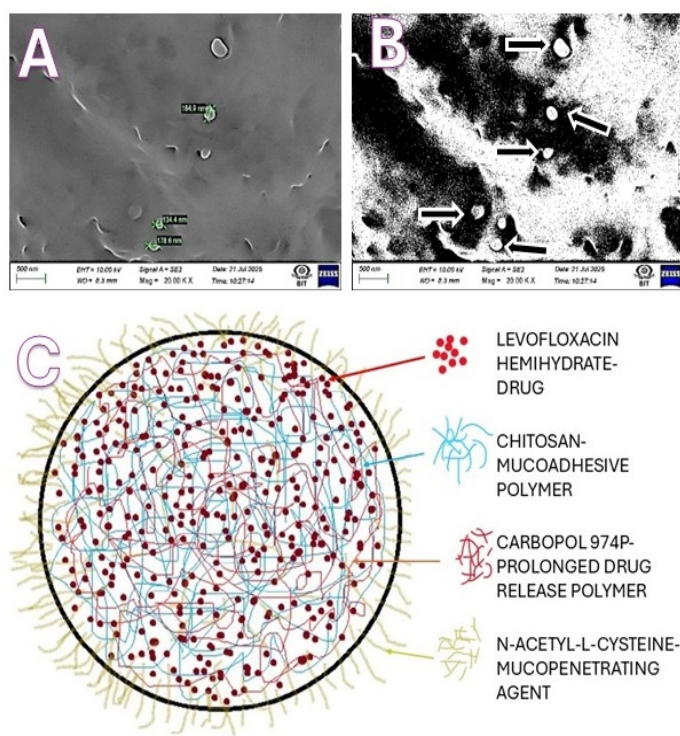 A
184.9 nm
134.4 nm
178.6 nm
500 nm
EHT = 10.00 kV
WD = 8.3 mm
Signal A = SE2
Mag = 20.00 K X
Date: 21 Jul 2025
Time: 10:27:14
BIT
ZEISS
B
500 nm
EHT = 10.00 kV
WD = 8.3 mm
Signal A = SE2
Mag = 20.00 K X
Date: 21 Jul 2025
Time: 10:27:14
BIT
ZEISS
C
LEVOFLOXACIN
HEMIHYDRATE-
DRUG
CHITOSAN-
MUCOADHESIVE
POLYMER
CARBOPOL 974P-
PROLONGED DRUG
RELEASE POLYMER
N-ACETYL-L-CYSTEINE-
MUCOPENETRATING
AGENT